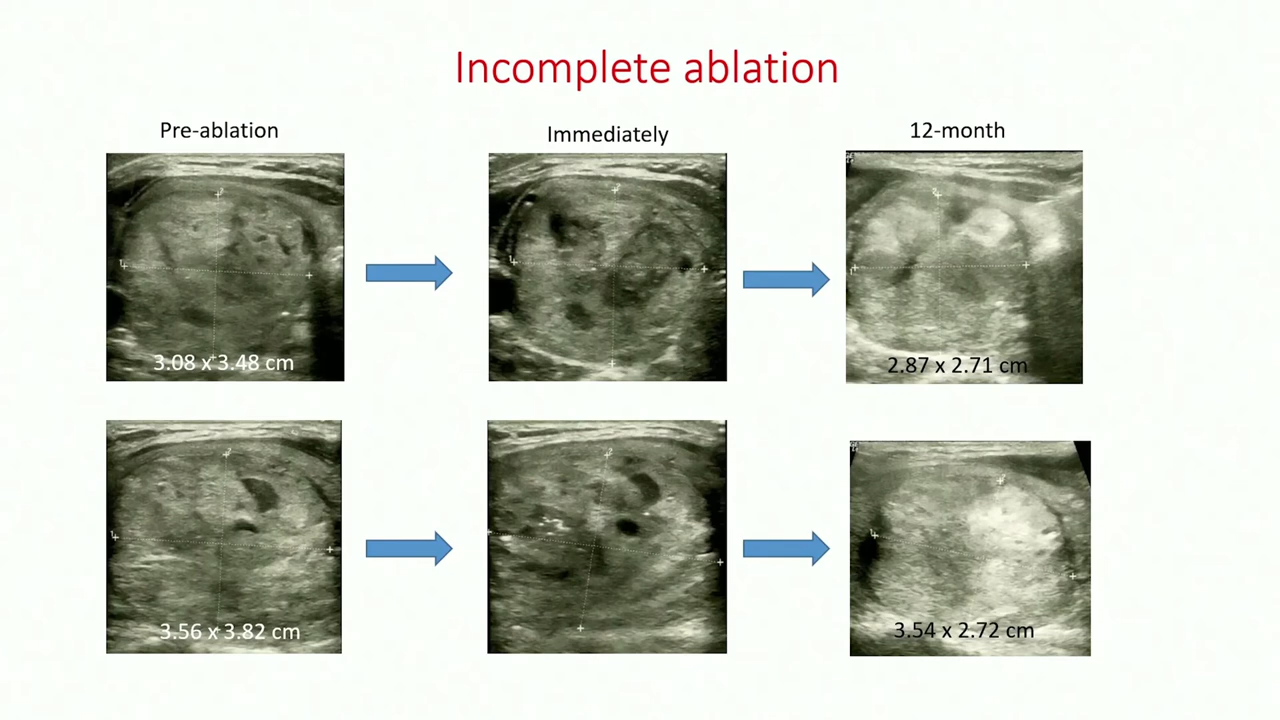 Incomplete ablation
Pre-ablation
Immediately
12-month
3.08 x 3.48 cm
2.87 x 2.71 cm
3.56 x 3.82 cm
3.54 x 2.72 cm